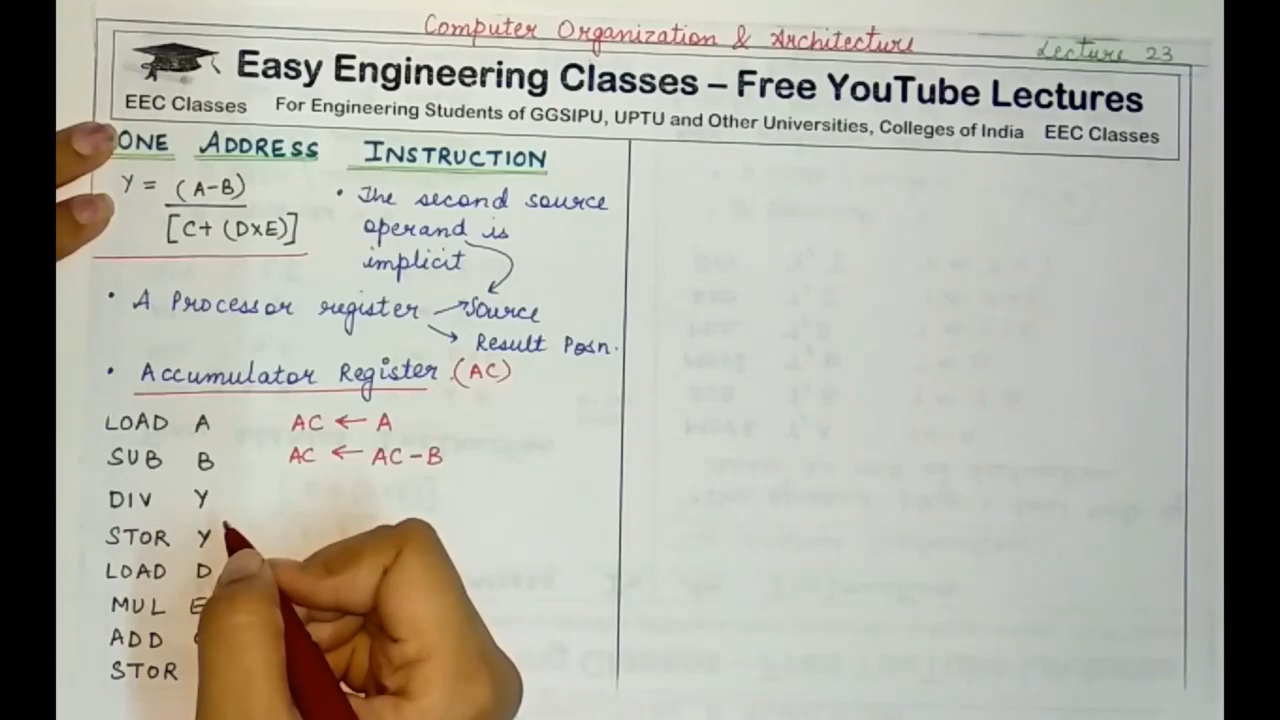 Computer Organization & Architecture Lecture 23
Easy Engineering Classes – Free YouTube Lectures
EEC Classes For Engineering Students of GGSIPU, UPTU and Other Universities, Colleges of India EEC Classes
ONE ADDRESS INSTRUCTION
Y = (A-B)
[C+ (D×E)]
• The second source
operand is
implicit
• A Processor register → Source
→ Result Posn.
• Accumulator Register (AC)
LOAD A AC ← A
SUB B AC ← AC - B
DIV Y
STOR Y
LOAD D
MUL E
ADD
STOR